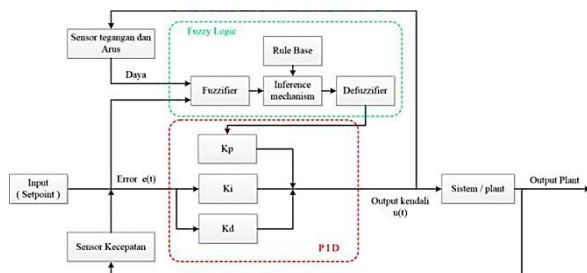 Fuzzy Logic
Sensor tegangan dan
Arus
Rule Base
Daya
Fuzzifier
Inference
mechanism
Defuzzifier
Kp
Input
( Setpoint )
Error e(t)
Ki
Output kendali
u(t)
Sistem / plant
Output Plant
Kd
Sensor Kecepatan
PID